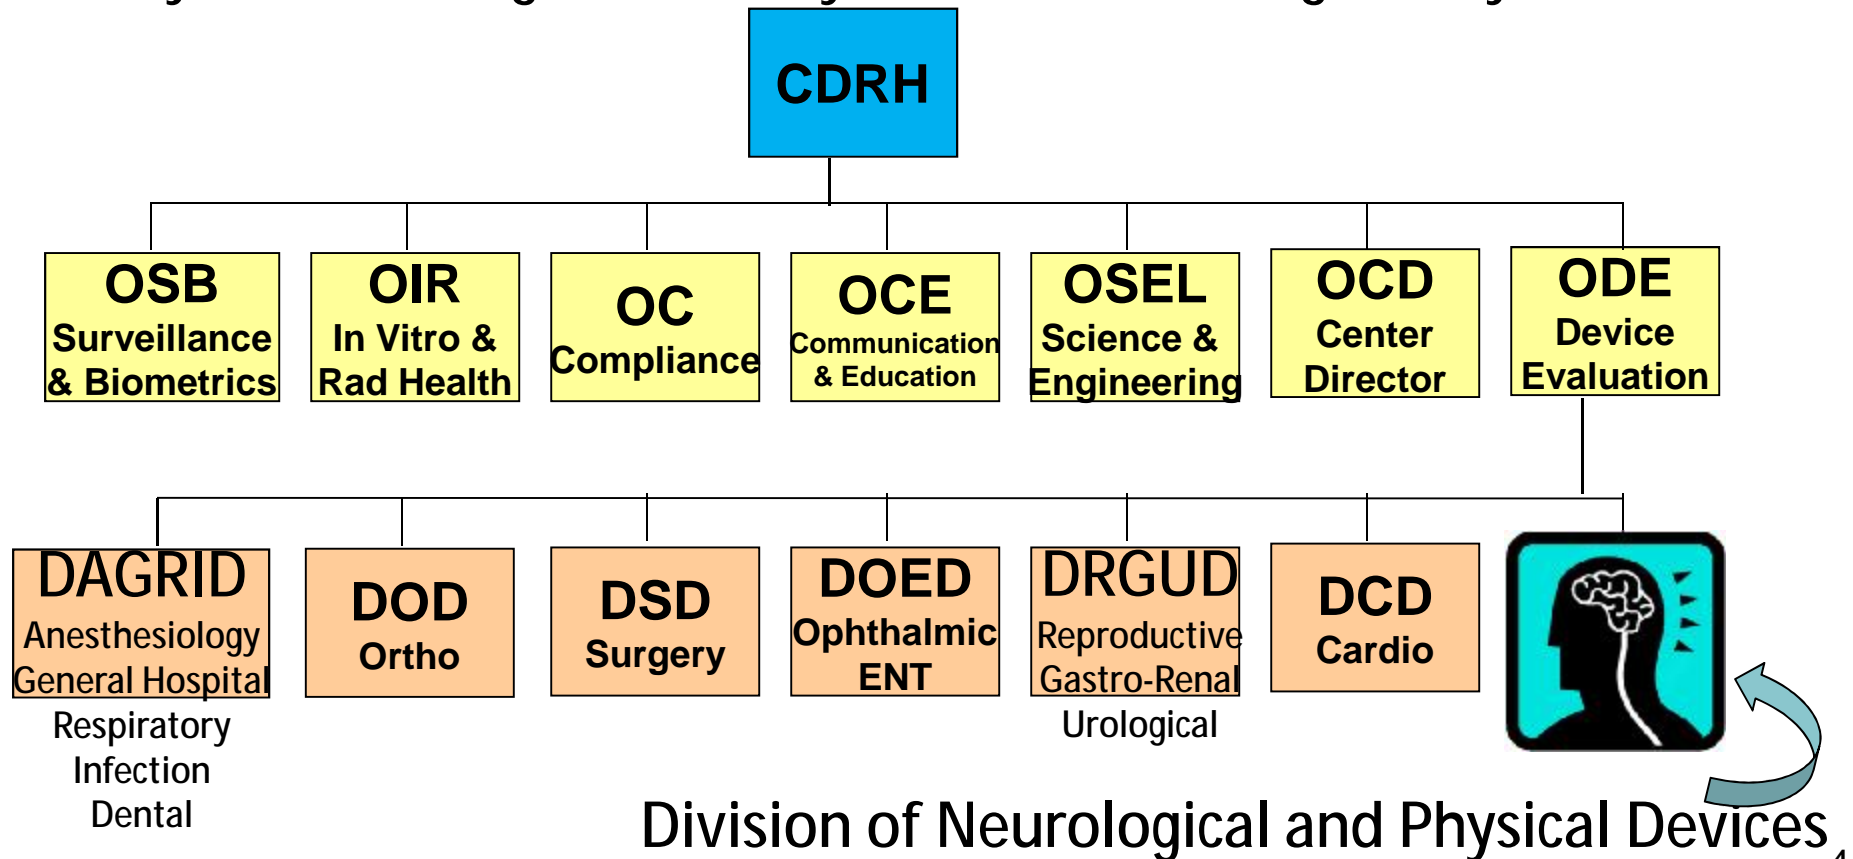 CDRH
OSB
Surveillance
& Biometrics
OIR
In Vitro &
Rad Health
OC
Compliance
OCE
Communication
& Education
OSEL
Science &
Engineering
OCD
Center
Director
ODE
Device
Evaluation
DAGRID
Anesthesiology
General Hospital
Respiratory
Infection
Dental
DOD
Ortho
DSD
Surgery
DOED
Ophthalmic
ENT
DRGUD
Reproductive
Gastro-Renal
Urological
DCD
Cardio
Division of Neurological and Physical Devices